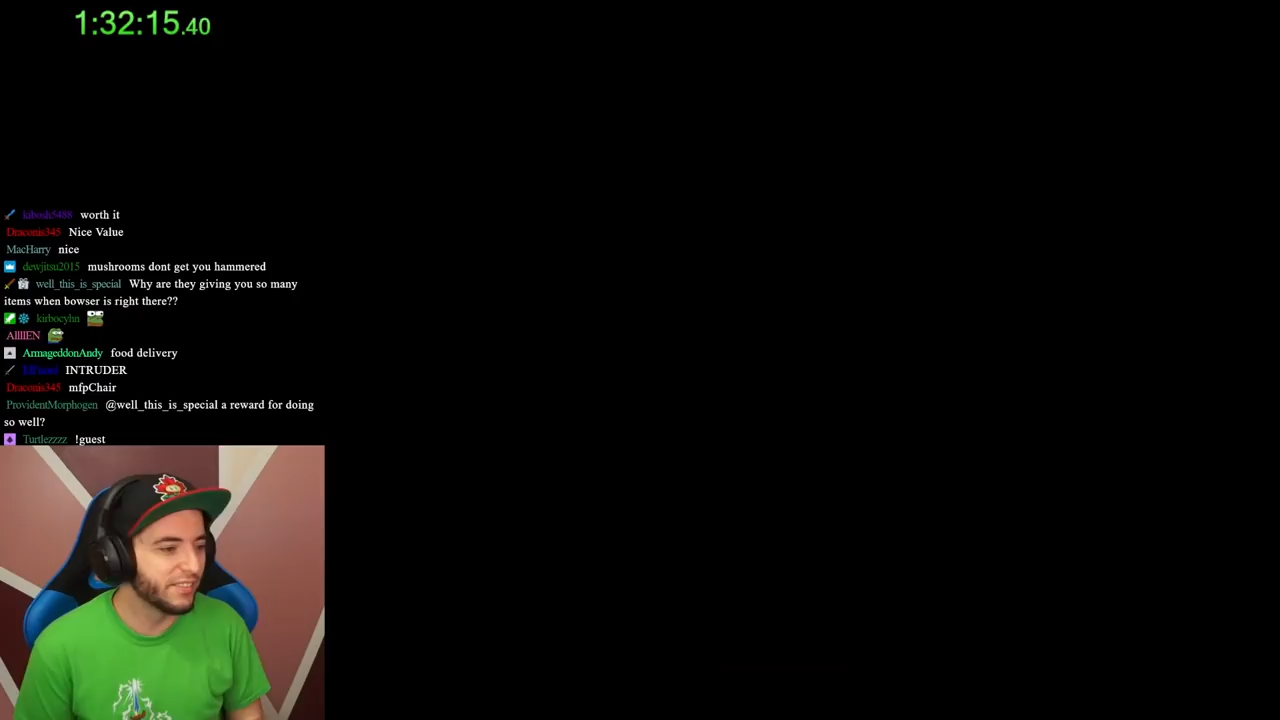 1:32:15.40
kibosh5488 worth it
Draconis345 Nice Value
MacHarry nice
dewjitsu2015 mushrooms dont get you hammered
well_this_is_special Why are they giving you so many
items when bowser is right there??
kirbocyhn
AllIIEN
ArmageddonAndy food delivery
INTRUDER
Draconis345 mfpChair
ProvidentMorphogen @well_this_is_special a reward for doing
so well?
Turtlezzzz !guest